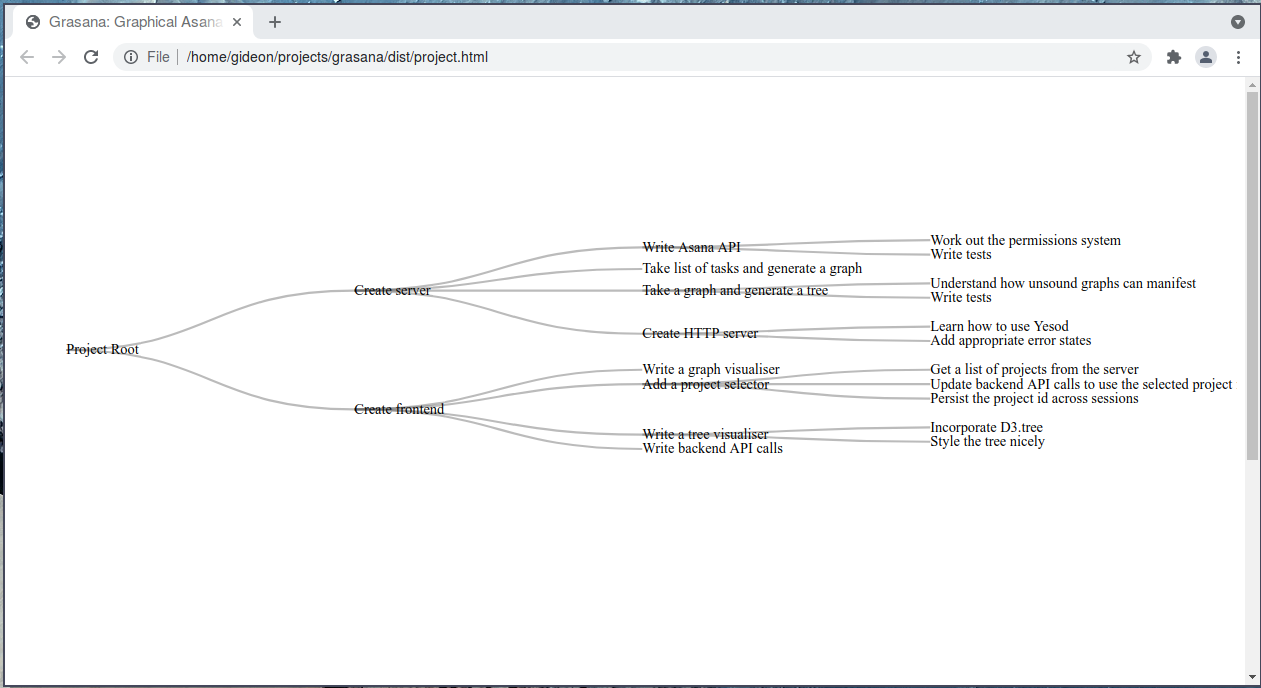 Grasana: Graphical Asana
File
/home/gideon/projects/grasana/dist/project.html
Project Root
Create server
Write Asana API
Work out the permissions system
Write tests
Take list of tasks and generate a graph
Take a graph and generate a tree
Understand how unsound graphs can manifest
Write tests
Create HTTP server
Learn how to use Yesod
Add appropriate error states
Create frontend
Write a graph visualiser
Add a project selector
Get a list of projects from the server
Update backend API calls to use the selected project
Persist the project id across sessions
Write a tree visualiser
Incorporate D3.tree
Style the tree nicely
Write backend API calls